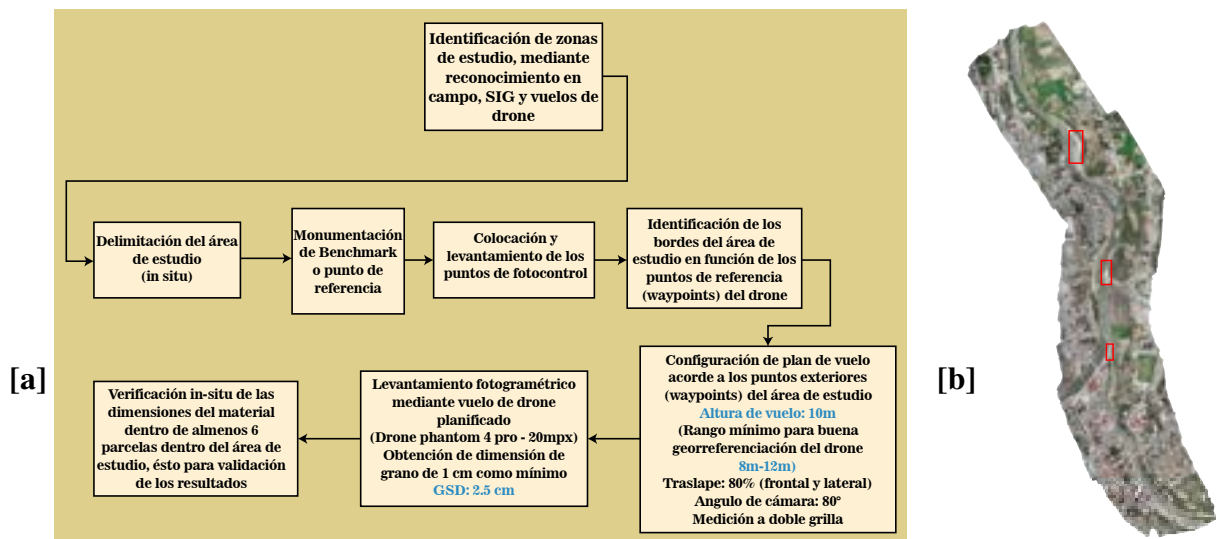 Identificación de zonas
de estudio, mediante
reconocimiento en
campo, SIG y vuelos de
drone
Delimitación del área
de estudio
(in situ)
Monumentación
de Benchmark
o punto de
referencia
Colocación y
levantamiento de los
puntos de fotocontrol
Identificación de los
bordes del área de
estudio en función de los
puntos de referencia
(waypoints) del drone
Configuración de plan de vuelo
acorde a los puntos exteriores
(waypoints) del área de estudio
Altura de vuelo: 10m
(Rango mínimo para buena
georreferenciación del drone
8m-12m)
Traslape: 80% (frontal y lateral)
Angulo de cámara: 80°
Medición a doble grilla
Levantamiento fotogramétrico
mediante vuelo de drone
planificado
(Drone phantom 4 pro - 20mpx)
Obtención de dimensión de
grano de 1 cm como mínimo
GSD: 2.5 cm
Verificación in-situ de las
dimensiones del material
dentro de almenos 6
parcelas dentro del área de
estudio, ésto para validación
de los resultados
[a]
[b]